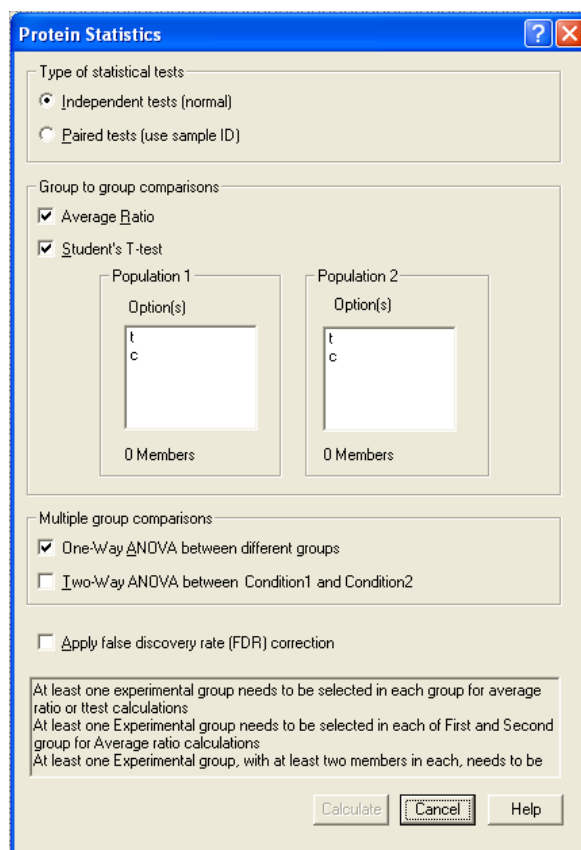 Protein Statistics
Type of statistical tests
Independent tests (normal)
Paired tests (use sample ID)
Group to group comparisons
Average Ratio
Student's T-test
Population 1
Option(s)
t
c
0 Members
Population 2
Option(s)
t
c
0 Members
Multiple group comparisons
One-Way ANOVA between different groups
Two-Way ANOVA between Condition1 and Condition2
Apply false discovery rate (FDR) correction
At least one experimental group needs to be selected in each group for average
ratio or ttest calculations
At least one Experimental group needs to be selected in each of First and Second
group for Average ratio calculations
At least one Experimental group, with at least two members in each, needs to be
Calculate
Cancel
Help